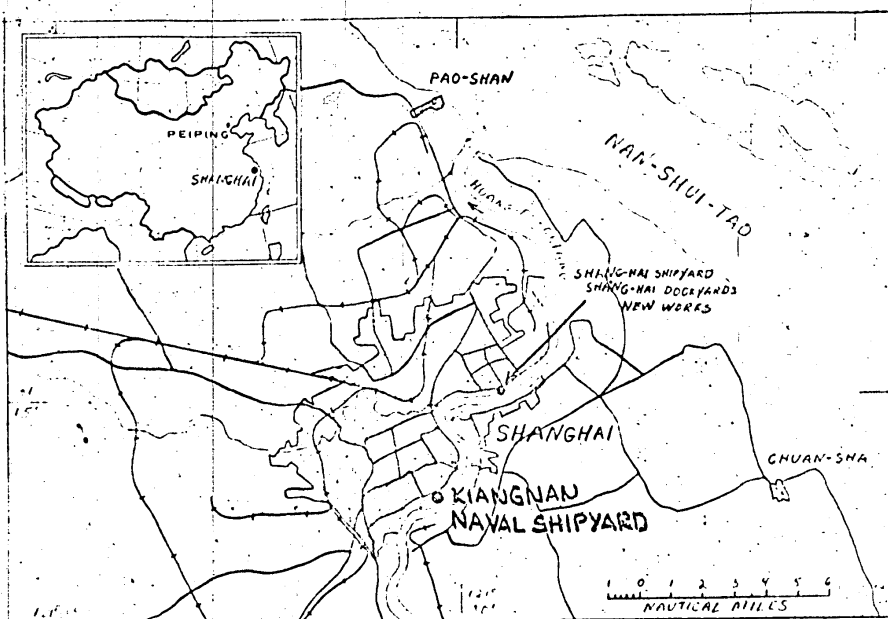 PAO-SHAN
PEIPING
SHANGHAI
NAN-SHUI-TAO
HUANG-P
SHANG-HAI SHIPYARD
SHANG-HAI DOCKYARDS
NEW WORKS
SHANGHAI
CHUAN-SHA
KIANGNAN
NAVAL SHIPYARD
1 0 1 2 3 4 5 6
NAUTICAL MILES